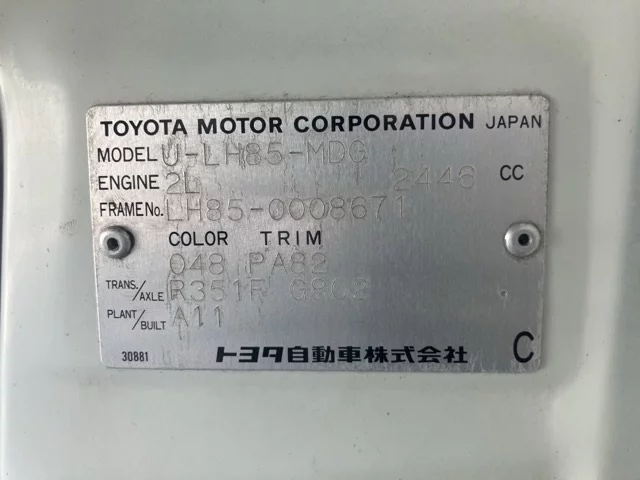 TOYOTA MOTOR CORPORATION JAPAN
MODEL U-LH85-MDG
ENGINE 2L 2446 CC
FRAME No. LH85-0008671
COLOR TRIM
048 PA82
TRANS./AXLE R351F G803
PLANT/BUILT A11
30881 トヨタ自動車株式会社 C